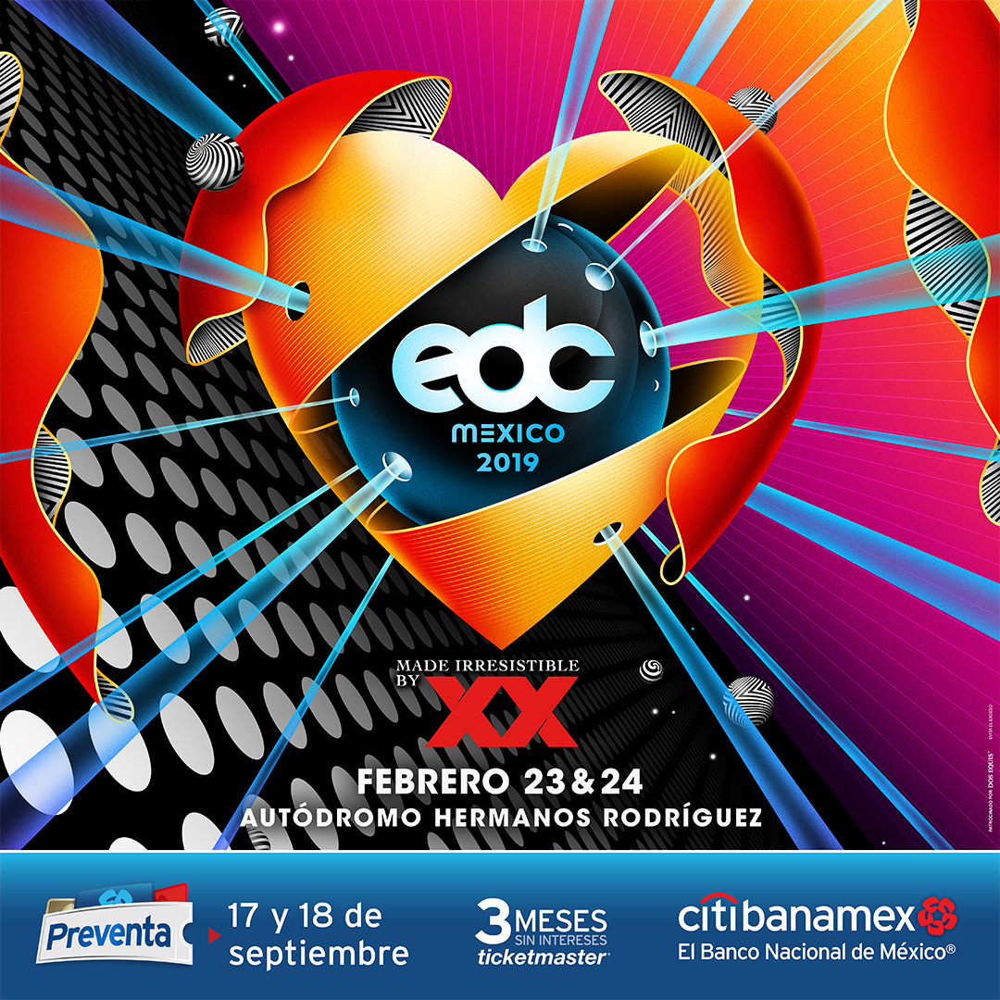 edc
MEXICO
2019
MADE IRRESISTIBLE
BY XX
FEBRERO 23 & 24
AUTÓDROMO HERMANOS RODRÍGUEZ
PATROCINADO POR DOS EQUIS EVITA EL EXCESO
Preventa
17 y 18 de
septiembre
3 MESES
SIN INTERESES
ticketmaster
citibanamex
El Banco Nacional de México®